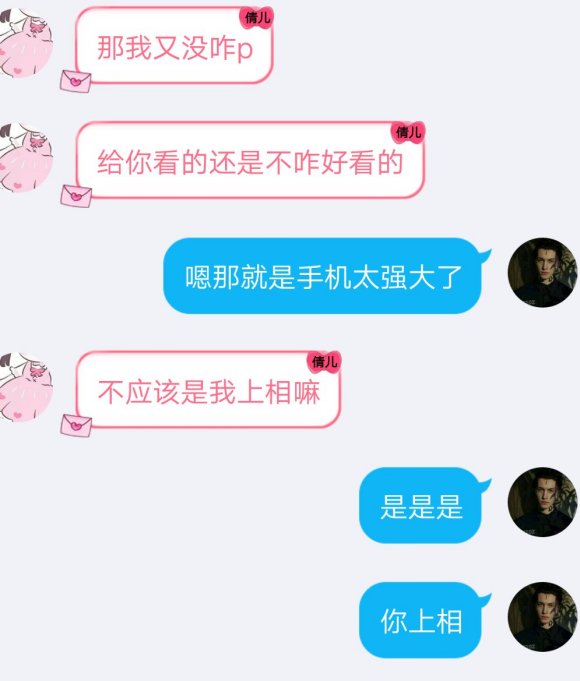 倩儿
那我又没咋p
倩儿
给你看的还是不咋好看的
嗯那就是手机太强大了
倩儿
不应该是我上相嘛
是是是
你上相